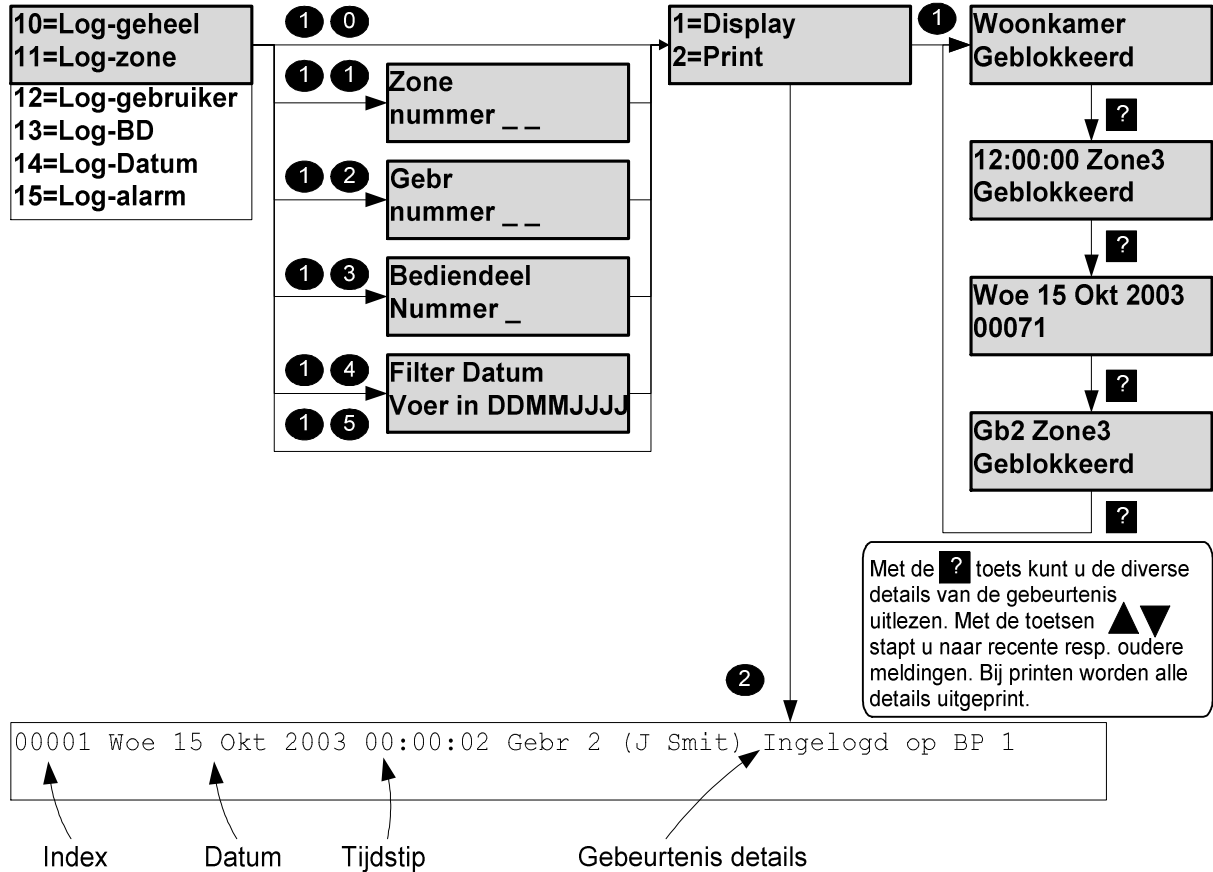 10=Log-geheel
11=Log-zone
12=Log-gebruiker
13=Log-BD
14=Log-Datum
15=Log-alarm
1 0
1 1
Zone
nummer _ _
1 2
Gebr
nummer _ _
1 3
Bediendeel
Nummer _
1 4
Filter Datum
Voer in DDMMJJJJ
1 5
1=Display
2=Print
1
Woonkamer
Geblokkeerd
?
12:00:00 Zone3
Geblokkeerd
?
Woe 15 Okt 2003
00071
?
Gb2 Zone3
Geblokkeerd
?
Met de ? toets kunt u de diverse
details van de gebeurtenis
uitlezen. Met de toetsen ▲▼
stapt u naar recente resp. oudere
meldingen. Bij printen worden alle
details uitgeprint.
2
00001 Woe 15 Okt 2003 00:00:02 Gebr 2 (J Smit) Ingelogd op BP 1
Index Datum Tijdstip Gebeurtenis details